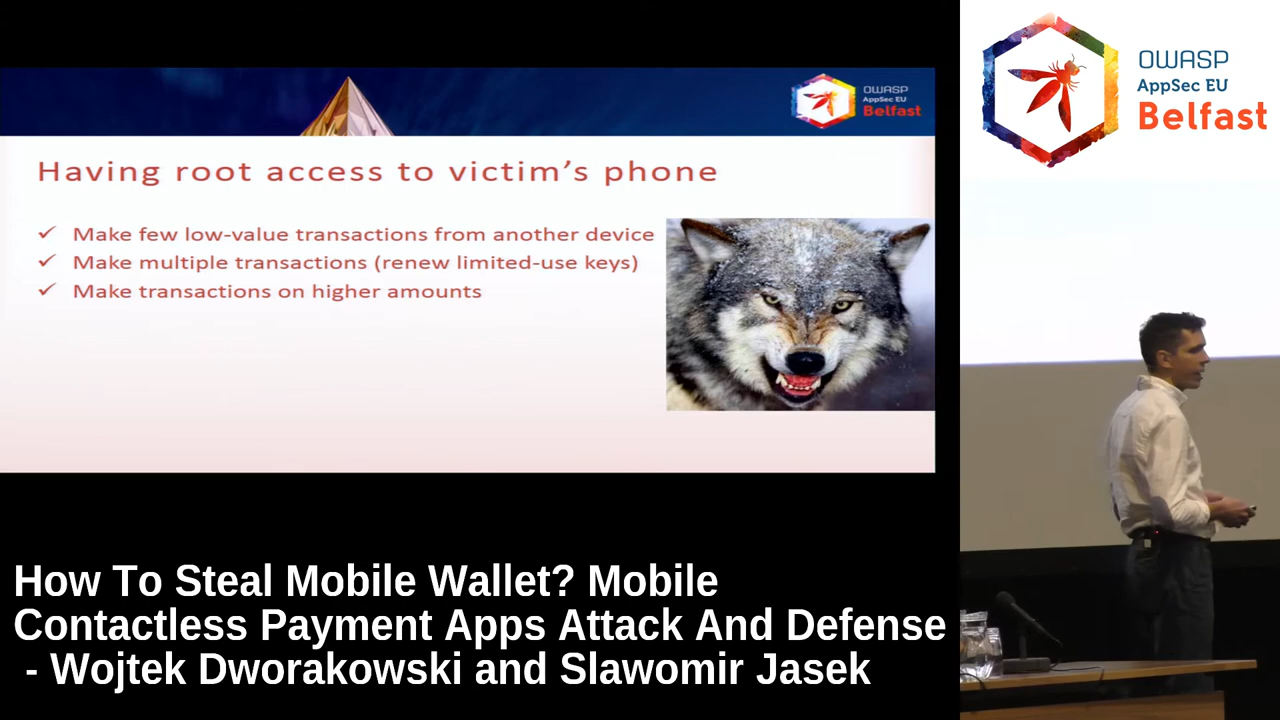 OWASP
AppSec EU
Belfast
Having root access to victim's phone
✓ Make few low-value transactions from another device
✓ Make multiple transactions (renew limited-use keys)
✓ Make transactions on higher amounts
OWASP
AppSec EU
Belfast
How To Steal Mobile Wallet? Mobile
Contactless Payment Apps Attack And Defense
- Wojtek Dworakowski and Slawomir Jasek